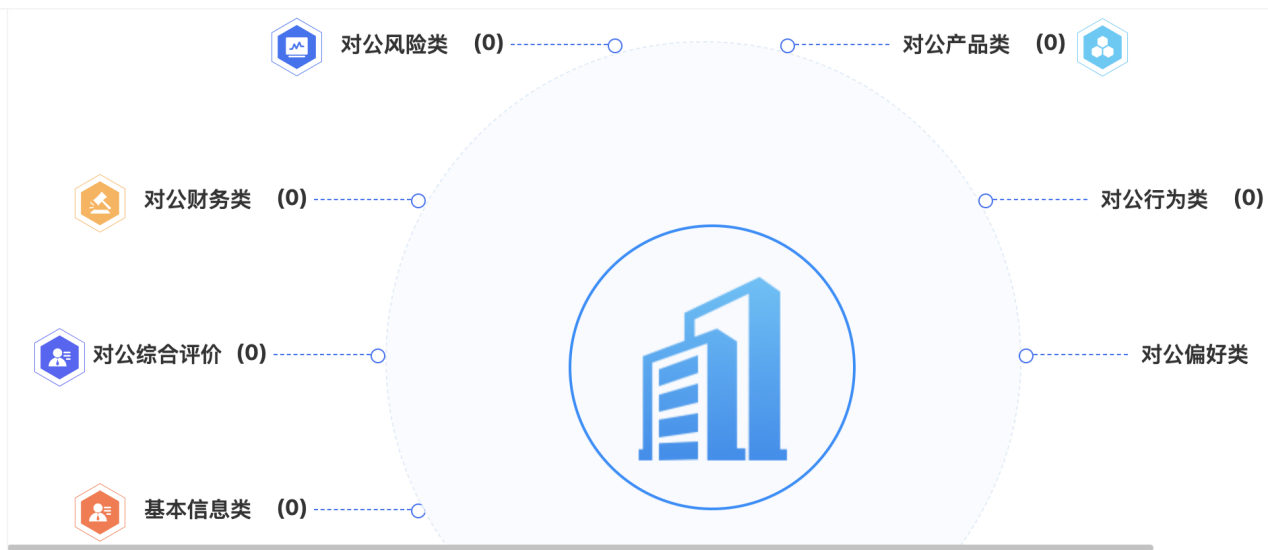 对公风险类 (0)
对公产品类 (0)
对公财务类 (0)
对公行为类 (0)
对公综合评价 (0)
对公偏好类
基本信息类 (0)